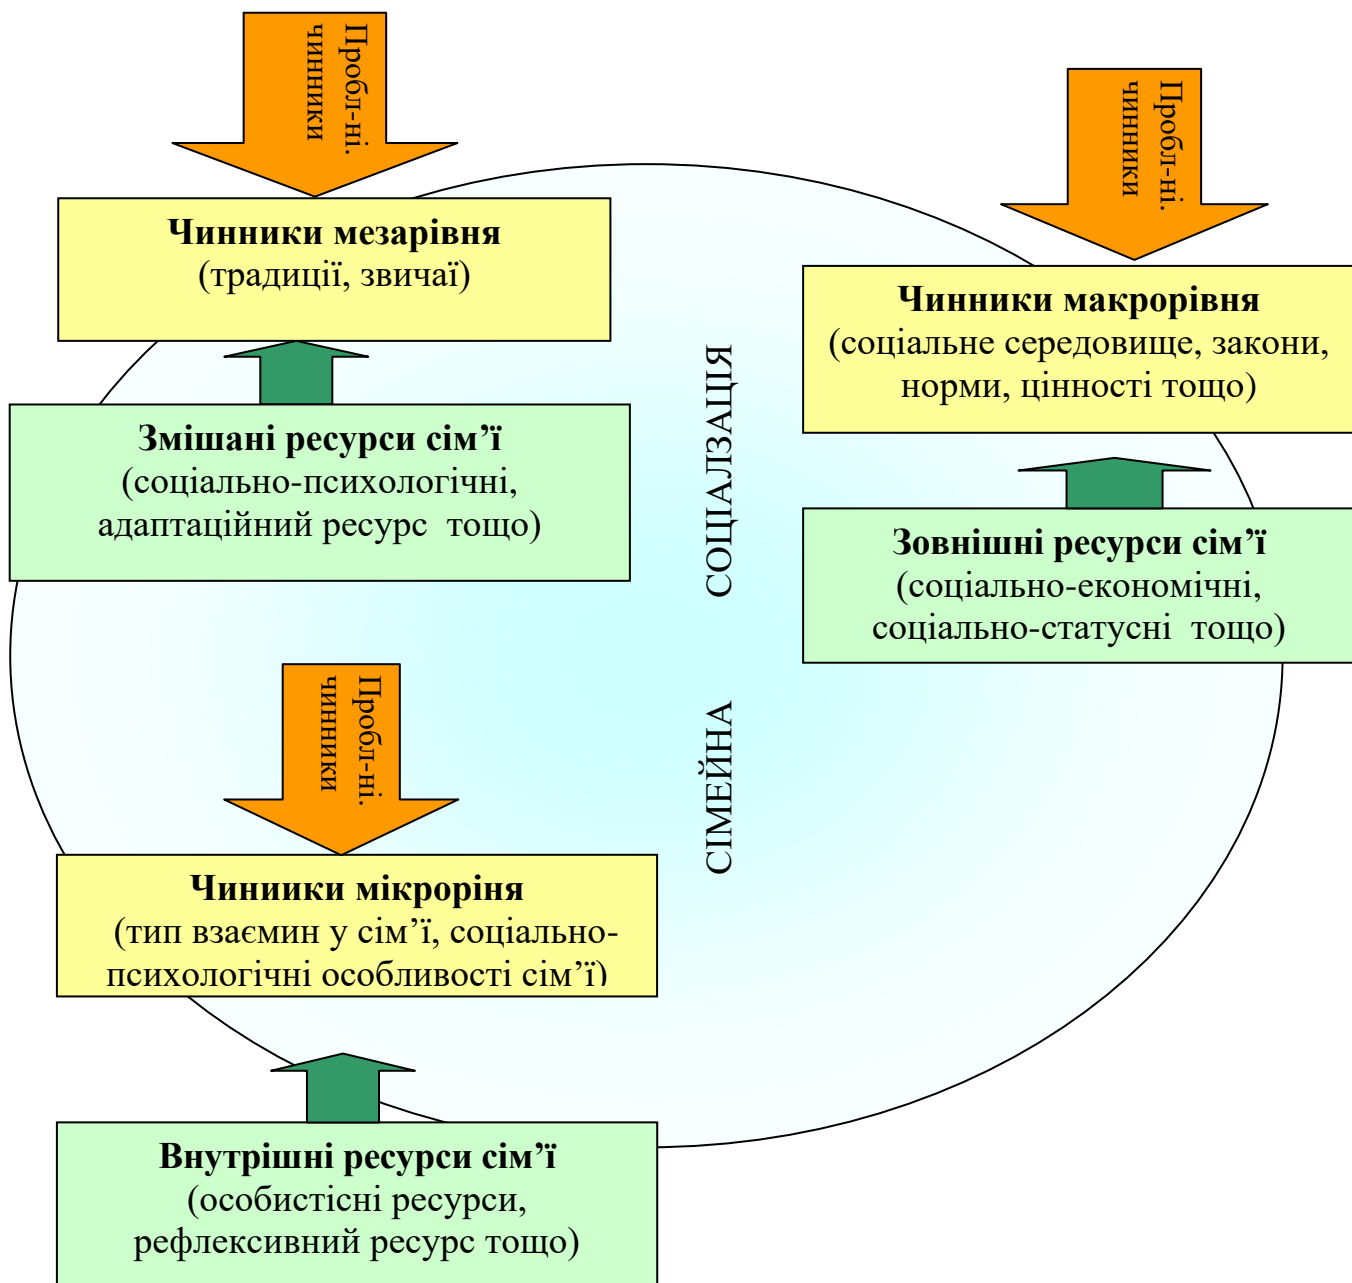 Пробл-ні.
чинники
Пробл-ні.
чинники
Чинники мезарівня
(традиції, звичаї)
Чинники макрорівня
(соціальне середовище, закони,
норми, цінності тощо)
Змішані ресурси сім’ї
(соціально-психологічні,
адаптаційний ресурс тощо)
Зовнішні ресурси сім’ї
(соціально-економічні,
соціально-статусні тощо)
СІМЕЙНА СОЦІАЛЗАЦІЯ
Пробл-ні.
чинники
Чиниики мікроріня
(тип взаємин у сім’ї, соціально-
психологічні особливості сім’ї)
Внутрішні ресурси сім’ї
(особистісні ресурси,
рефлексивний ресурс тощо)